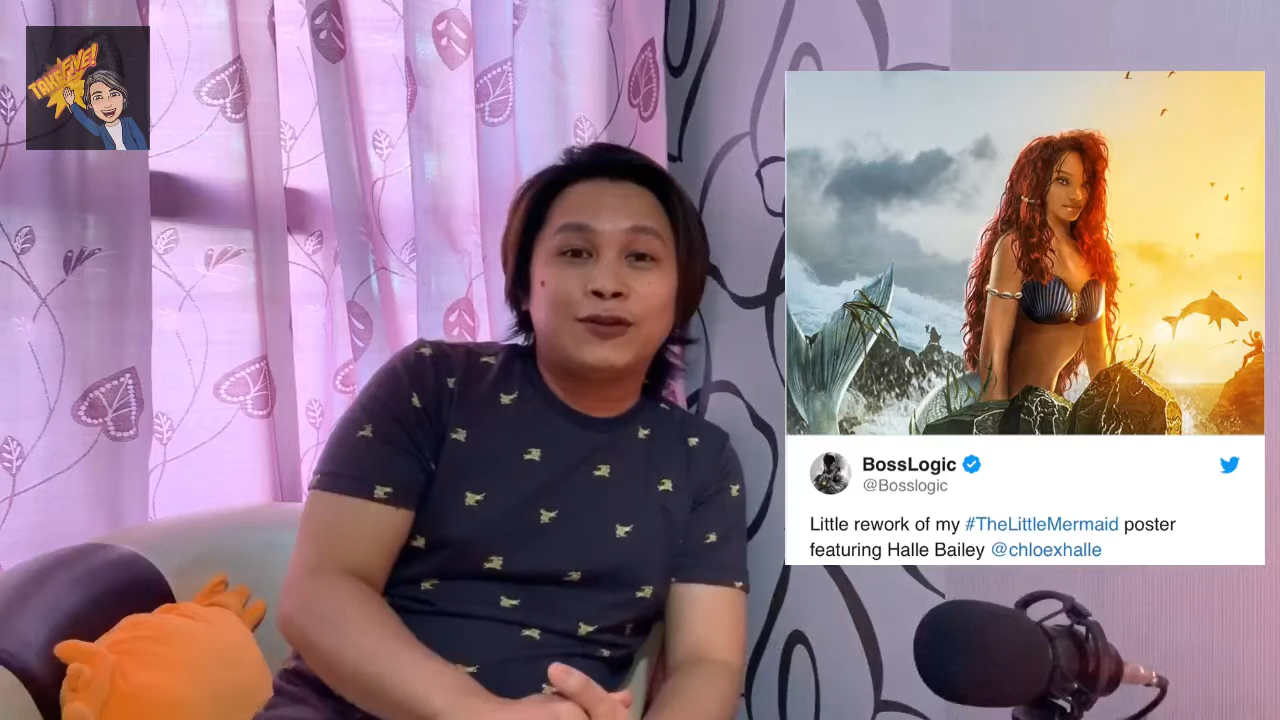 TAKE FIVE!
BossLogic
@Bosslogic
Little rework of my #TheLittleMermaid poster
featuring Halle Bailey @chloexhalle